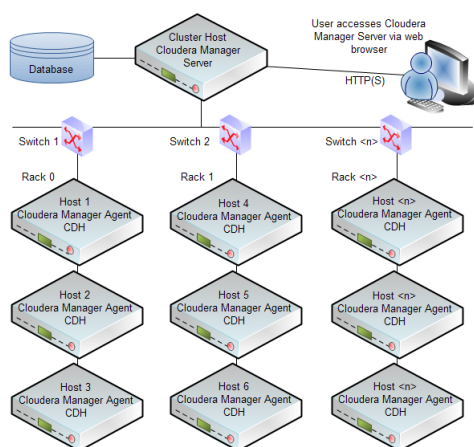 Cluster Host
Cloudera Manager
Server
Database
User accesses Cloudera
Manager Server via web
browser
HTTP(S)
Switch 1
Switch 2
Switch <n>
Rack 0
Rack 1
Rack <n>
Host 1
Cloudera Manager Agent
CDH
Host 4
Cloudera Manager Agent
CDH
Host <n>
Cloudera Manager Agent
CDH
Host 2
Cloudera Manager Agent
CDH
Host 5
Cloudera Manager Agent
CDH
Host <n>
Cloudera Manager Agent
CDH
Host 3
Cloudera Manager Agent
CDH
Host 6
Cloudera Manager Agent
CDH
Host <n>
Cloudera Manager Agent
CDH